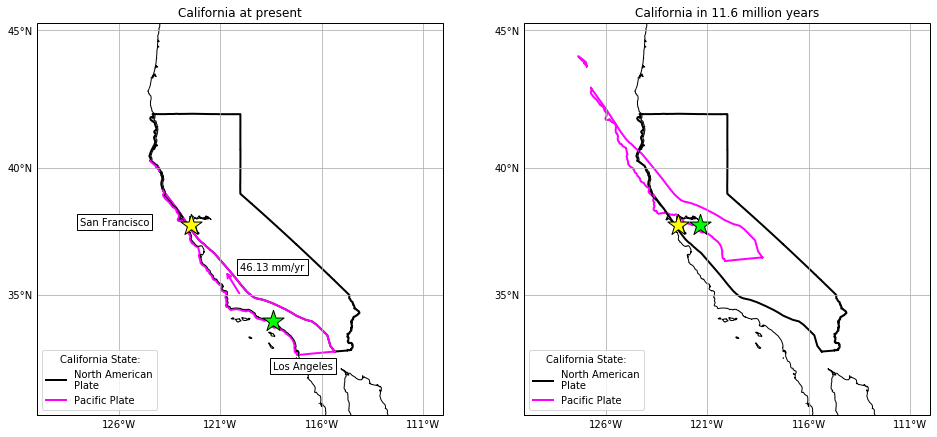 California at present
45°N
40°N
35°N
San Francisco
46.13 mm/yr
Los Angeles
California State:
North American
Plate
Pacific Plate
126°W
121°W
116°W
111°W
California in 11.6 million years
45°N
40°N
35°N
California State:
North American
Plate
Pacific Plate
126°W
121°W
116°W
111°W